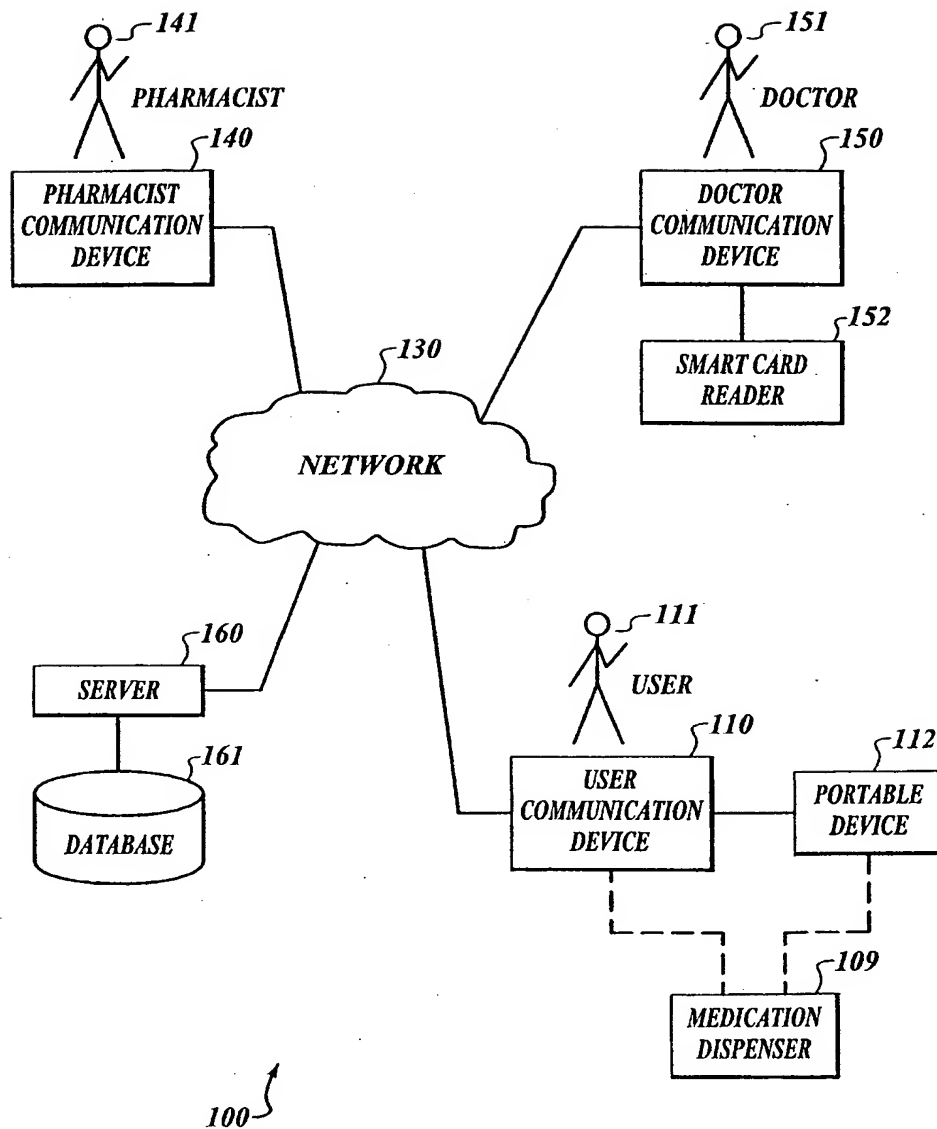 141
PHARMACIST
140
PHARMACIST
COMMUNICATION
DEVICE
151
DOCTOR
150
DOCTOR
COMMUNICATION
DEVICE
152
SMART CARD
READER
130
NETWORK
160
SERVER
161
DATABASE
111
USER
110
USER
COMMUNICATION
DEVICE
112
PORTABLE
DEVICE
109
MEDICATION
DISPENSER
100